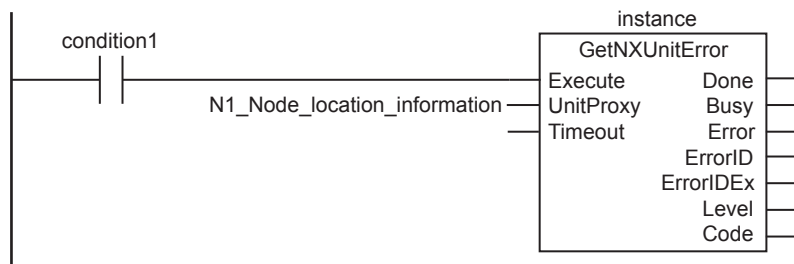 instance
condition1
GetNXUnitError
Execute Done
N1_Node_location_information UnitProxy Busy
Timeout Error
ErrorID
ErrorIDEx
Level
Code